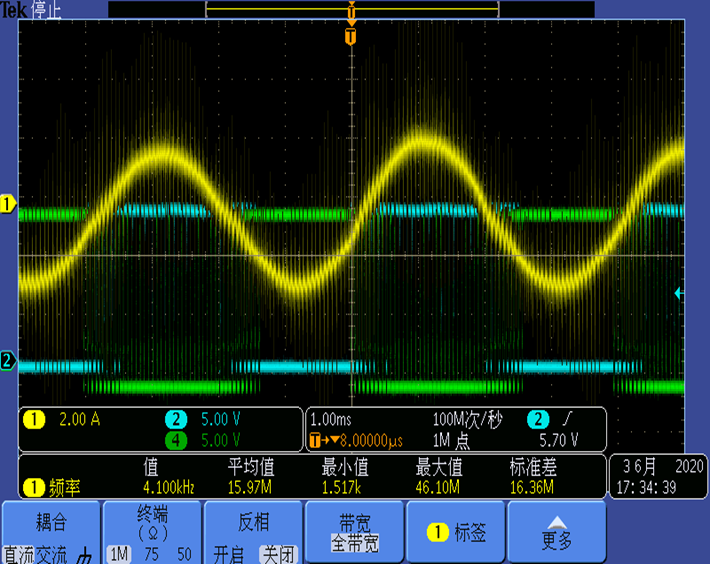 Tek 停止
T
T
1
2
1 2.00 A 2 5.00 V
4 5.00 V
1.00ms 100M次/秒 2
T→▼8.00000µs 1M 点 5.70 V
值 平均值 最小值 最大值 标准差
1 频率 4.100kHz 15.97M 1.517k 46.10M 16.36M
3 6月 2020
17:34:39
耦合
直流 交流
终端
(Ω)
1M 75 50
反相
开启 关闭
带宽
全带宽
1 标签
更多